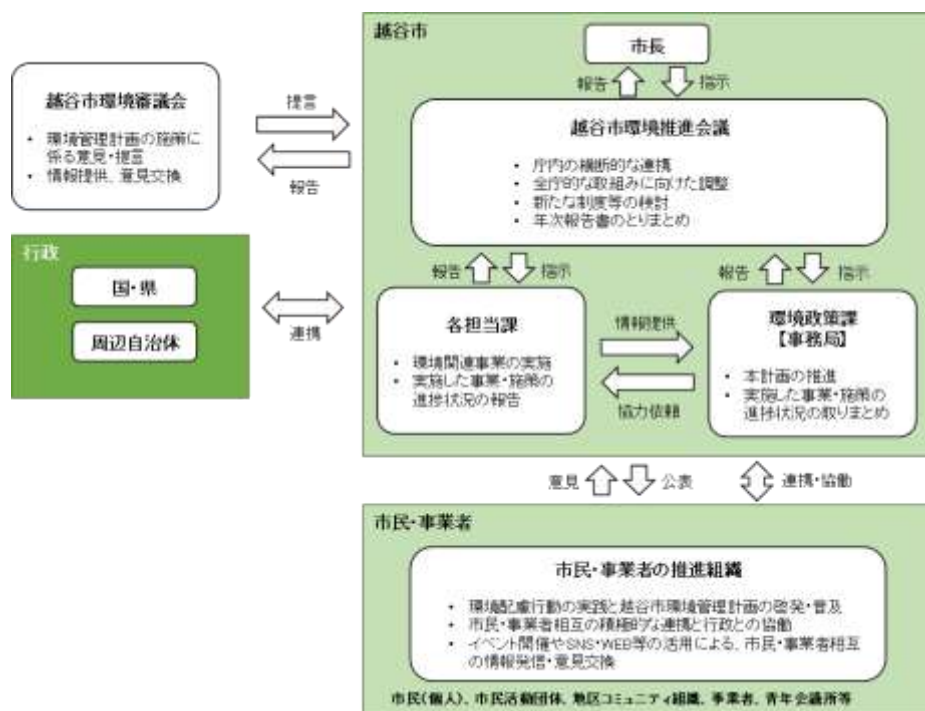 越谷市
市長
報告
指示
越谷市環境審議会
• 環境管理計画の施策に
係る意見・提言
• 情報提供、意見交換
提言
報告
越谷市環境推進会議
• 庁内の横断的な連携
• 全庁的な取組みに向けた調整
• 新たな制度等の検討
• 年次報告書のとりまとめ
行政
国・県
周辺自治体
連携
報告
指示
報告
指示
各担当課
• 環境関連事業の実施
• 実施した事業・施策の
進捗状況の報告
情報提供
協力依頼
環境政策課
【事務局】
• 本計画の推進
• 実施した事業・施策の
進捗状況の取りまとめ
意見
公表
連携・協働
市民・事業者
市民・事業者の推進組織
• 環境配慮行動の実践と越谷市環境管理計画の啓発・普及
• 市民・事業者相互の積極的な連携と行政との協働
• イベント開催やSNS・WEB等の活用による、市民・事業者相互
の情報発信・意見交換
市民(個人)、市民活動団体、地区コミュニティ組織、事業者、青年会議所等